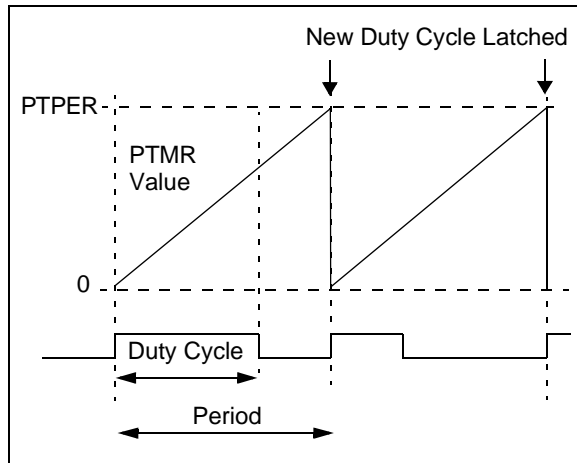 New Duty Cycle Latched
PTPER
PTMR
Value
0
Duty Cycle
Period